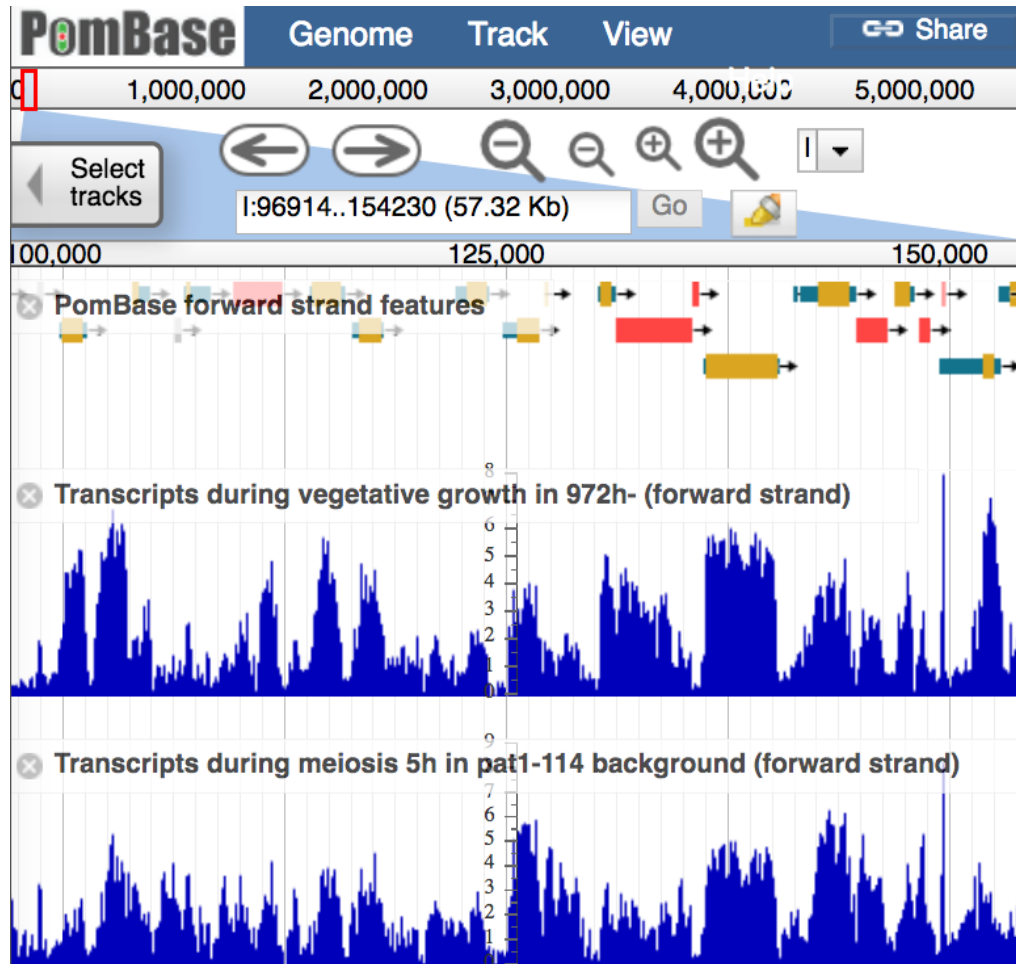 PomBase Genome Track View Share
Help
0 1,000,000 2,000,000 3,000,000 4,000,000 5,000,000
Select
tracks
I
I:96914..154230 (57.32 Kb) Go
100,000 125,000 150,000
PomBase forward strand features
8
Transcripts during vegetative growth in 972h- (forward strand)
6
5
4
3
2
1
0
9
Transcripts during meiosis 5h in pat1-114 background (forward strand)
7
6
5
4
3
2
1
0